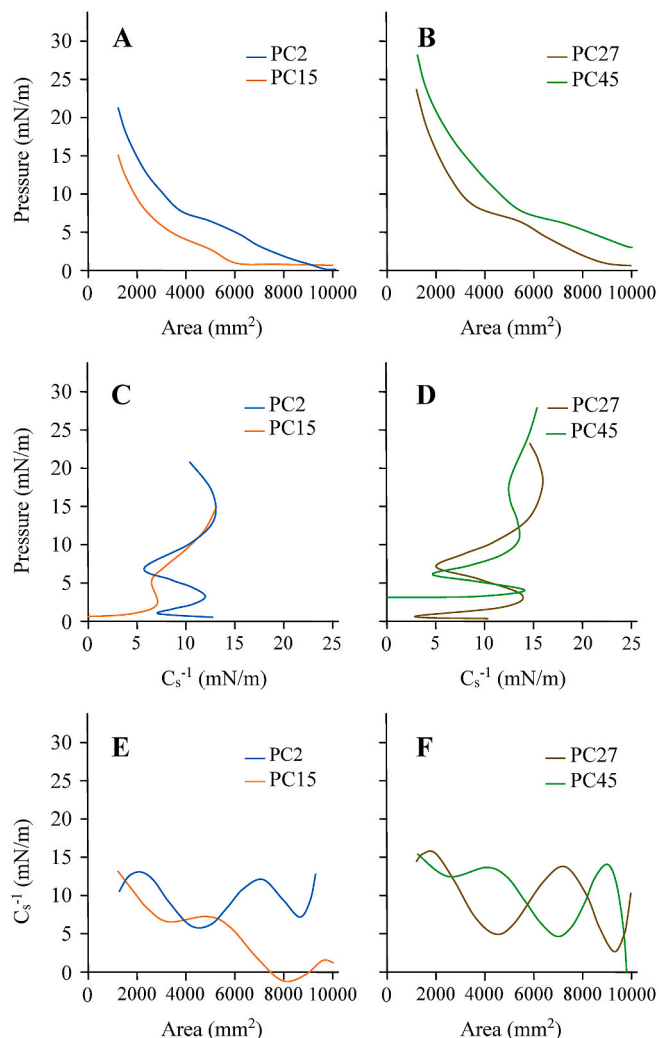 A
PC2
PC15
Pressure (mN/m)
30
25
20
15
10
5
0
0 2000 4000 6000 8000 10000
Area (mm²)
B
PC27
PC45
0 2000 4000 6000 8000 10000
Area (mm²)
C
PC2
PC15
Pressure (mN/m)
30
25
20
15
10
5
0
0 5 10 15 20 25
Cₛ⁻¹ (mN/m)
D
PC27
PC45
0 5 10 15 20 25
Cₛ⁻¹ (mN/m)
E
PC2
PC15
Cₛ⁻¹ (mN/m)
30
25
20
15
10
5
0
0 2000 4000 6000 8000 10000
Area (mm²)
F
PC27
PC45
0 2000 4000 6000 8000 10000
Area (mm²)